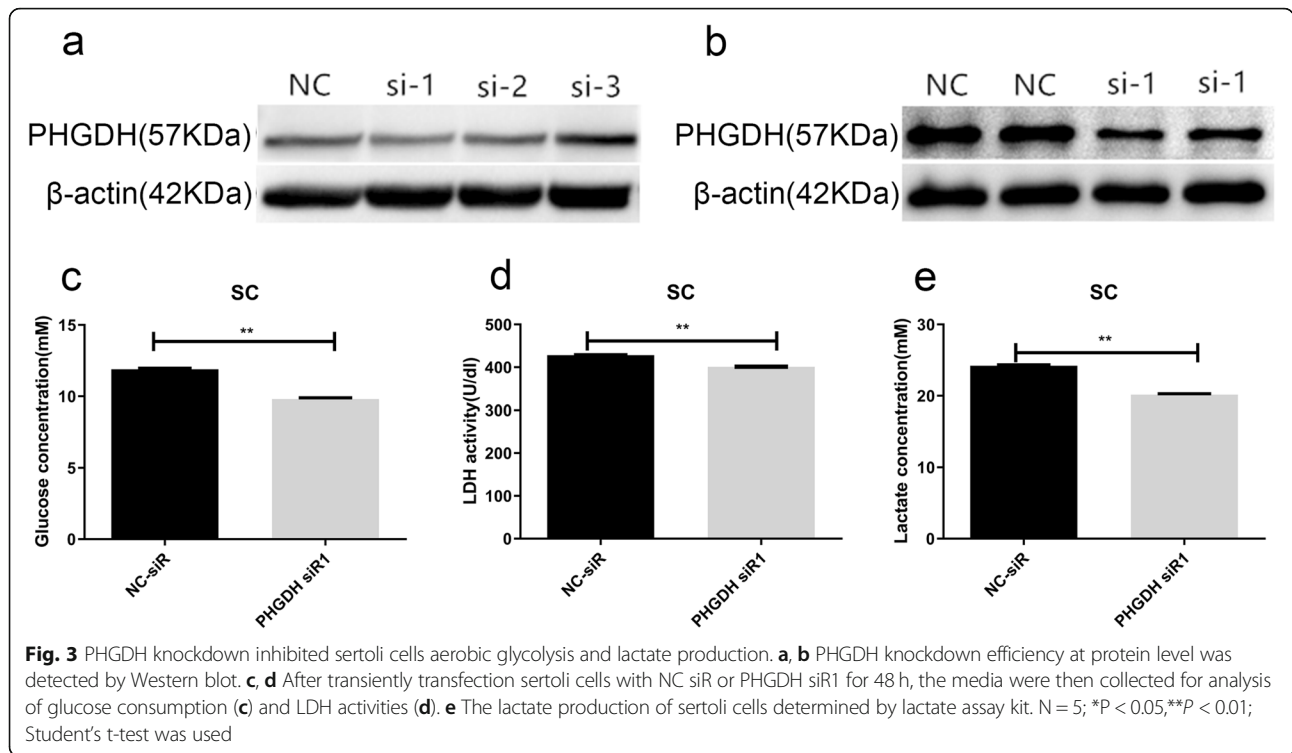 a
NC si-1 si-2 si-3
PHGDH(57KDa)
β-actin(42KDa)
b
NC NC si-1 si-1
PHGDH(57KDa)
β-actin(42KDa)
c
SC
**
Glucose concentration(mM)
15
10
5
0
NC-siR
PHGDH siR1
d
SC
**
LDH activity(U/dl)
500
400
300
200
100
0
NC-siR
PHGDH siR1
e
SC
**
Lactate concentration(mM)
30
20
10
0
NC-siR
PHGDH siR1
Fig. 3 PHGDH knockdown inhibited sertoli cells aerobic glycolysis and lactate production. a, b PHGDH knockdown efficiency at protein level was
detected by Western blot. c, d After transiently transfection sertoli cells with NC siR or PHGDH siR1 for 48 h, the media were then collected for analysis
of glucose consumption (c) and LDH activities (d). e The lactate production of sertoli cells determined by lactate assay kit. N = 5; *P < 0.05,**P < 0.01;
Student's t-test was used